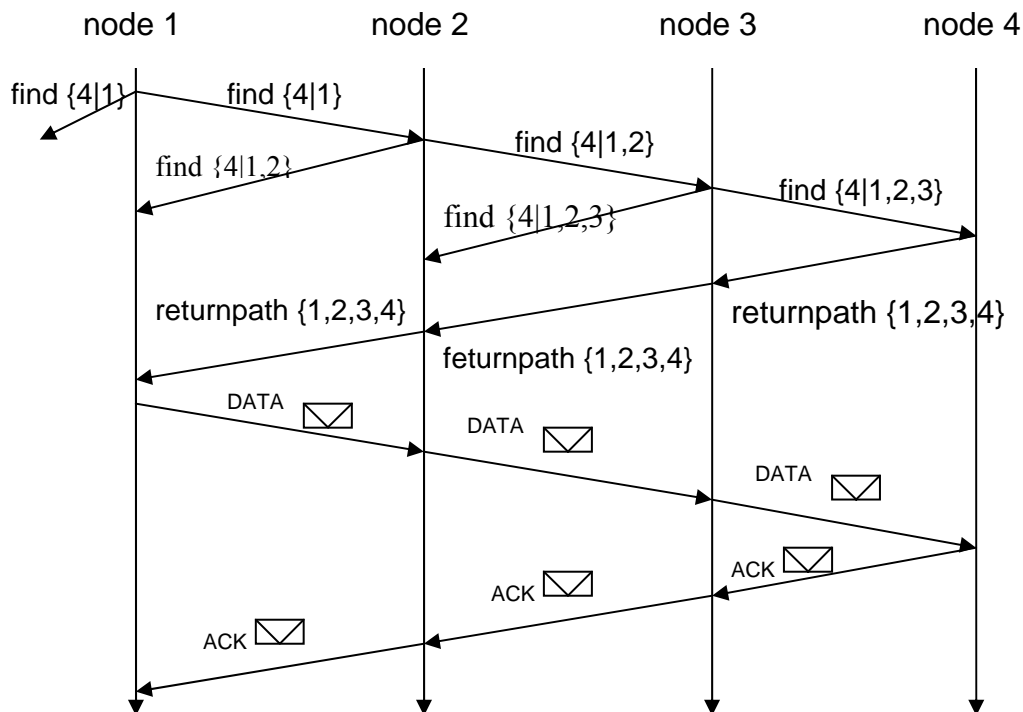 node 1 node 2 node 3 node 4
find {4|1} find {4|1}
find {4|1,2}
find {4|1,2}
find {4|1,2,3}
find {4|1,2,3}
returnpath {1,2,3,4} returnpath {1,2,3,4}
feturnpath {1,2,3,4}
DATA
DATA
DATA
ACK
ACK
ACK